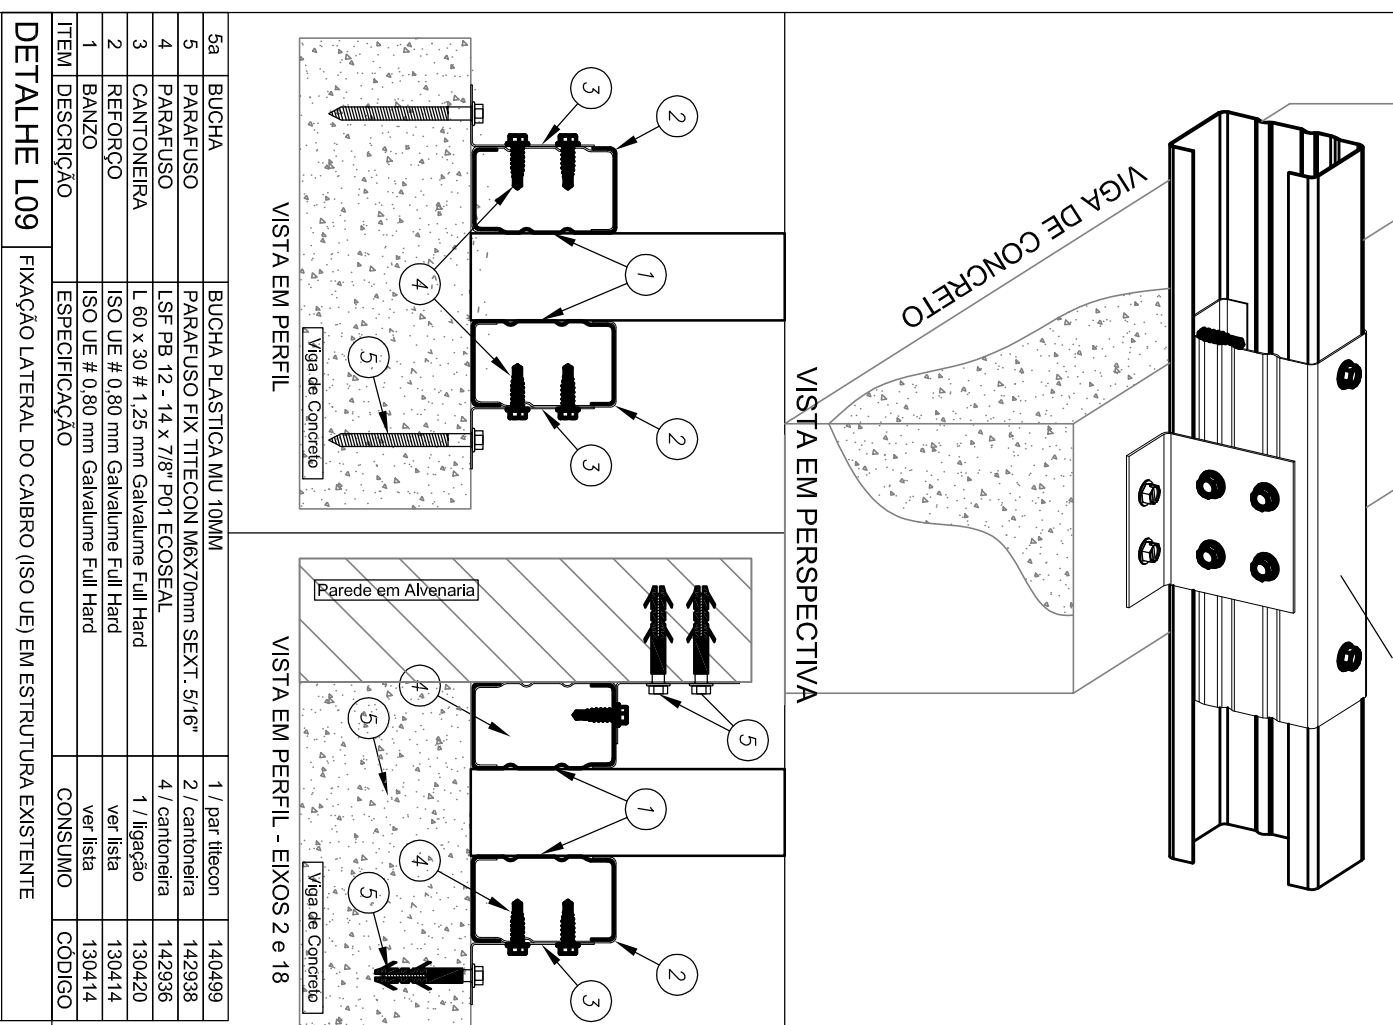 VIGA DE CONCRETO
VISTA EM PERSPECTIVA
3
2
1
4
5
2
3
Viga de Concreto
VISTA EM PERFIL
Parede em Alvenaria
5
4
5
1
4
5
2
3
Viga de Concreto
VISTA EM PERFIL - EIXOS 2 e 18
5a BUCHA BUCHA PLASTICA MU 10MM 1 / par titecon 140499
5 PARAFUSO PARAFUSO FIX TITECON M6X70mm SEXT. 5/16" 2 / cantoneira 142938
4 PARAFUSO LSF PB 12 - 14 x 7/8" P01 ECOSEAL 4 / cantoneira 142936
3 CANTONEIRA L 60 x 30 # 1,25 mm Galvalume Full Hard 1 / ligação 130420
2 REFORÇO ISO UE # 0,80 mm Galvalume Full Hard ver lista 130414
1 BANZO ISO UE # 0,80 mm Galvalume Full Hard ver lista 130414
ITEM DESCRIÇÃO ESPECIFICAÇÃO CONSUMO CÓDIGO
DETALHE L09 FIXAÇÃO LATERAL DO CAIBRO (ISO UE) EM ESTRUTURA EXISTENTE